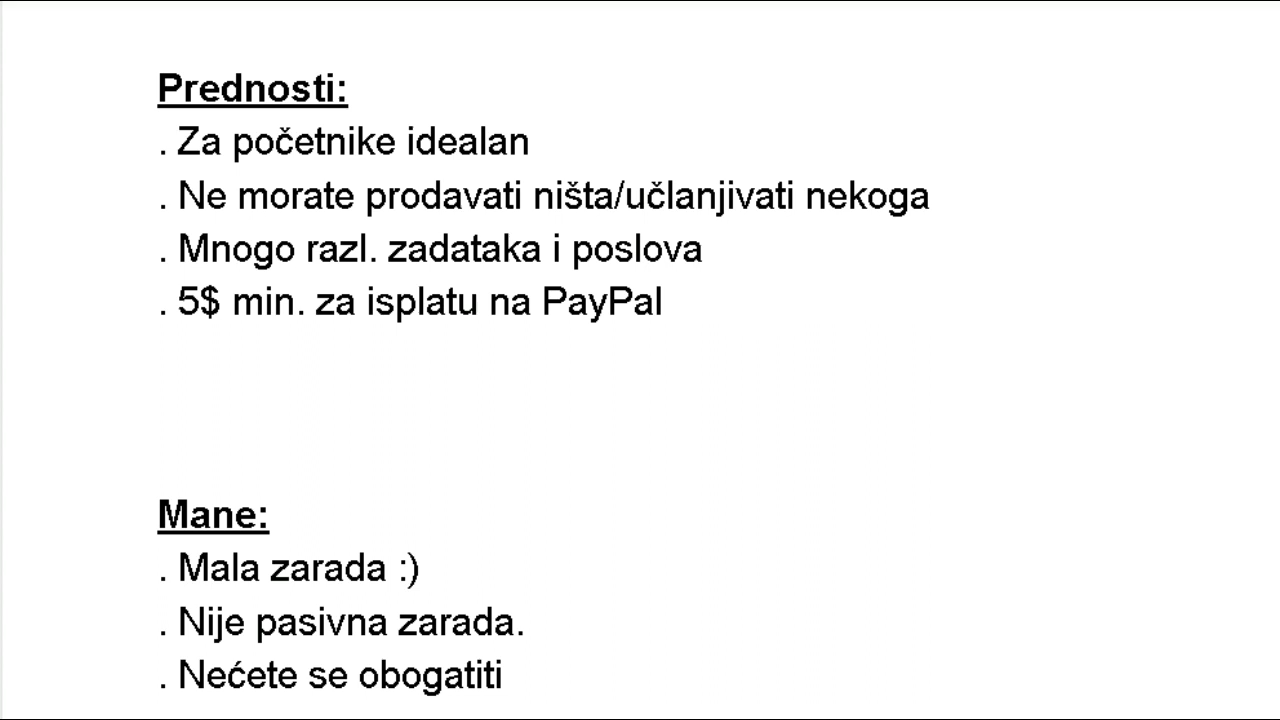 Prednosti:
. Za početnike idealan
. Ne morate prodavati ništa/učlanjivati nekoga
. Mnogo razl. zadataka i poslova
. 5$ min. za isplatu na PayPal
Mane:
. Mala zarada :)
. Nije pasivna zarada.
. Nećete se obogatiti